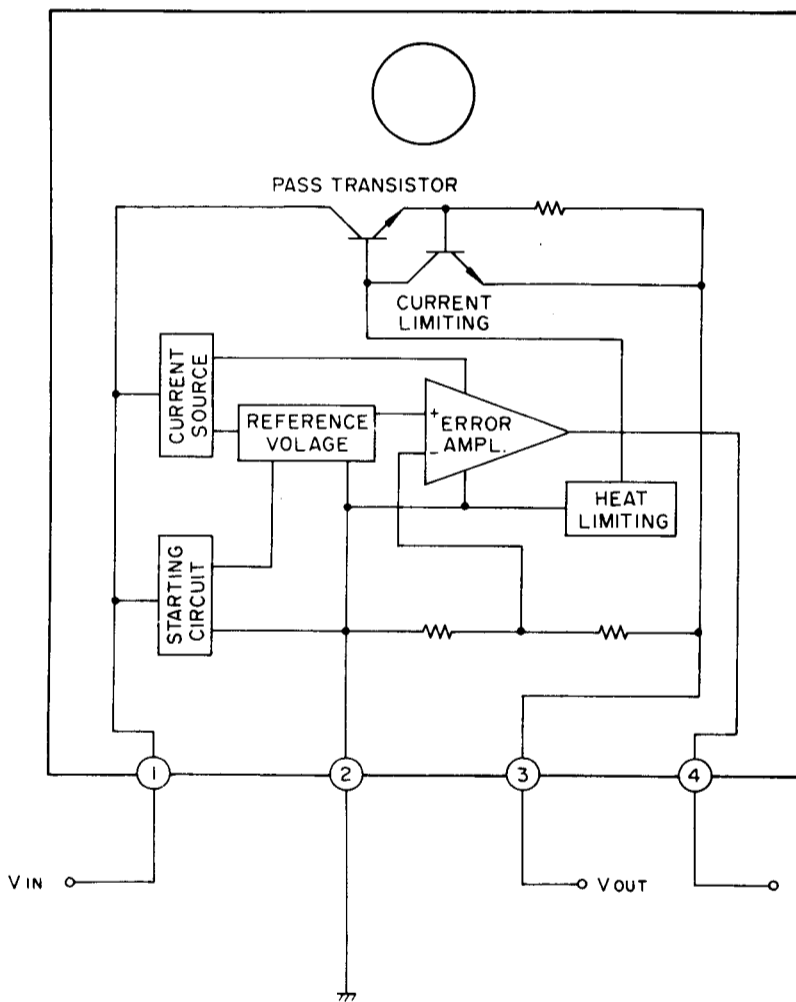 PASS TRANSISTOR
CURRENT
LIMITING
CURRENT
SOURCE
REFERENCE
VOLAGE
+
ERROR
AMPL.
-
HEAT
LIMITING
STARTING
CIRCUIT
1
2
3
4
VIN
VOUT